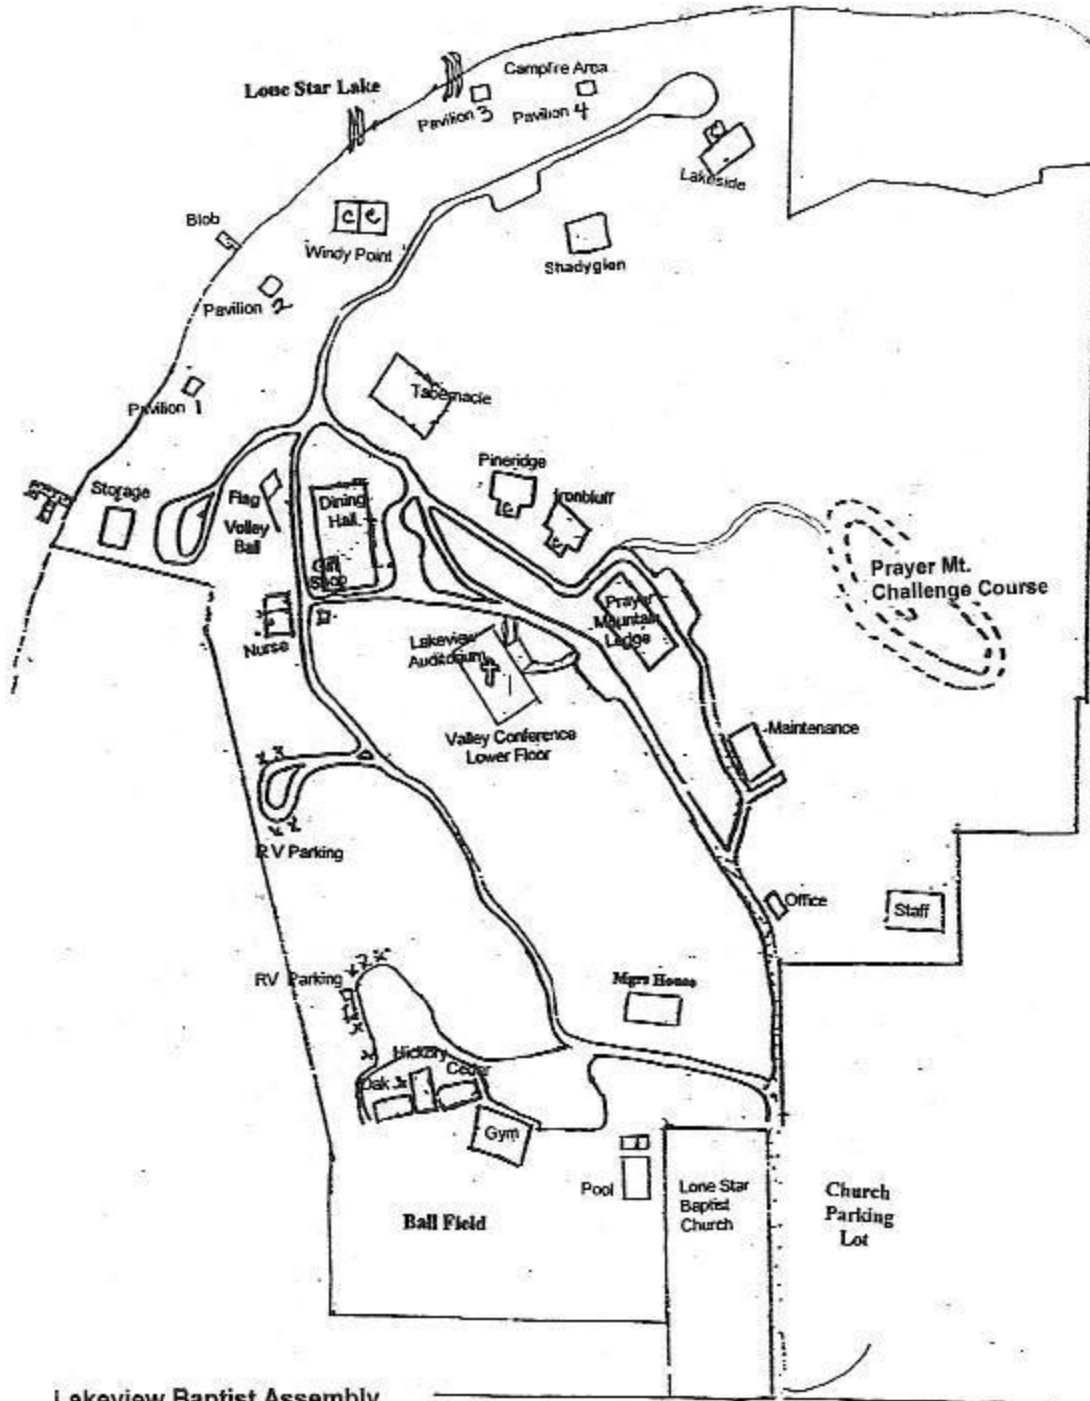 Lone Star Lake
Campfire Area
Pavilion 3
Pavilion 4
Lakeside
Blob
C C
Windy Point
Shadyglen
Pavilion 2
Tabernacle
Pavilion 1
Pineridge
Ironbluff
Storage
Flag
Dining
Hall
Volley
Ball
Gift
Shop
Prayer Mt.
Challenge Course
Prayer
Mountain
Lodge
Nurse
Lakeview
Auditorium
Maintenance
Valley Conference
Lower Floor
RV Parking
Office
Staff
RV Parking
Mgrs House
Hickory
Oak
Cedar
Gym
Pool
Lone Star
Baptist
Church
Church
Parking
Lot
Ball Field
Lakeview Baptist Assembly